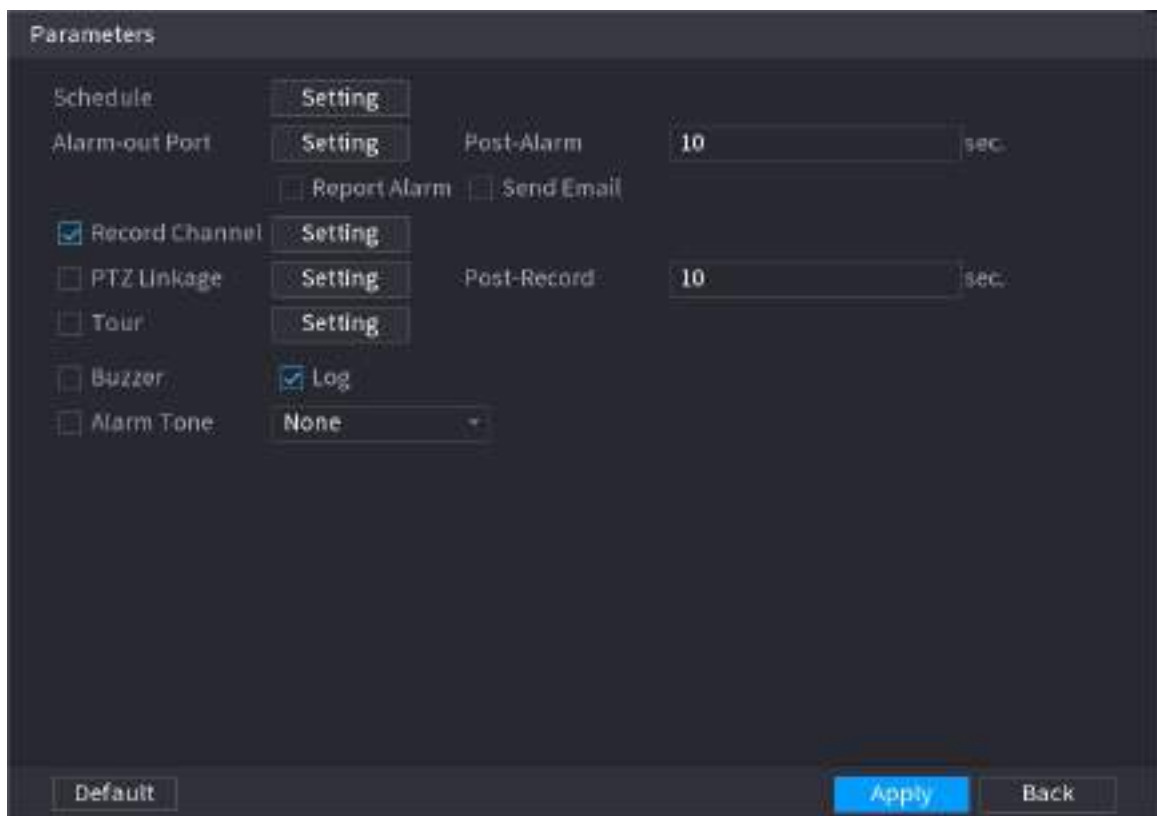 Parameters
Schedule Setting
Alarm-out Port Setting Post-Alarm 10 sec.
Report Alarm Send Email
Record Channel Setting
PTZ Linkage Setting Post-Record 10 sec.
Tour Setting
Buzzer Log
Alarm Tone None
Default Apply Back